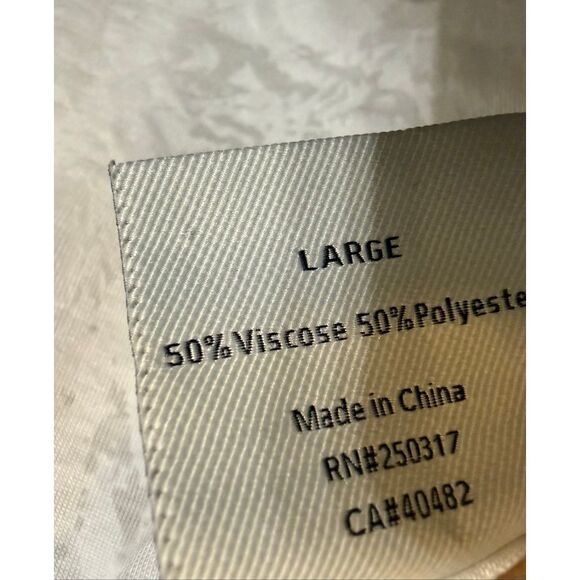 LARGE
50%Viscose 50%Polyeste
Made in China
RN#250317
CA#40482